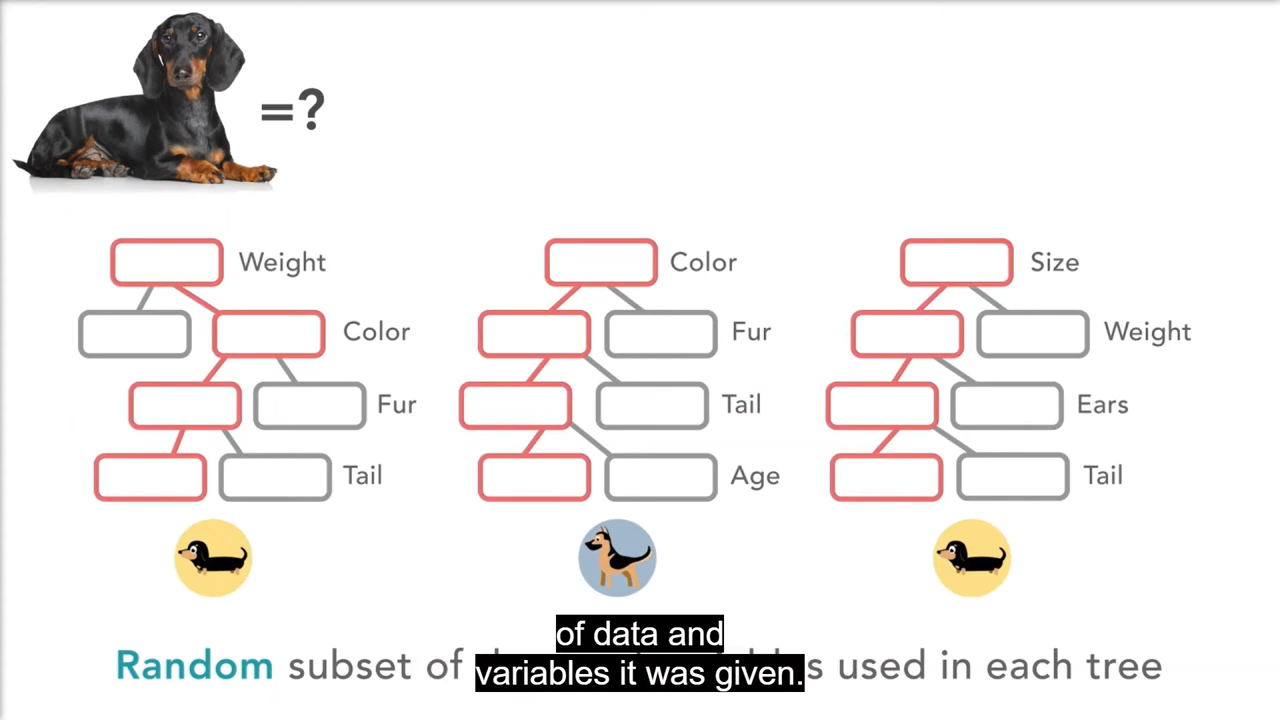 =?
Weight
Color
Size
Color
Fur
Weight
Fur
Tail
Ears
Tail
Age
Tail
of data and
variables it was given.
Random subset of s used in each tree